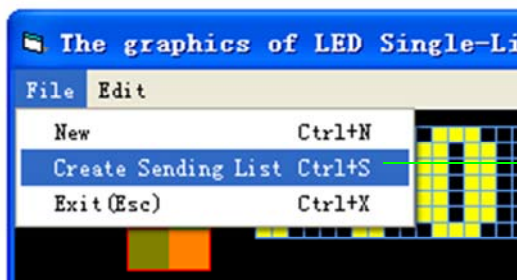 The graphics of LED Single-Li
File Edit
New Ctrl+N
Create Sending List Ctrl+S
Exit(Esc) Ctrl+X